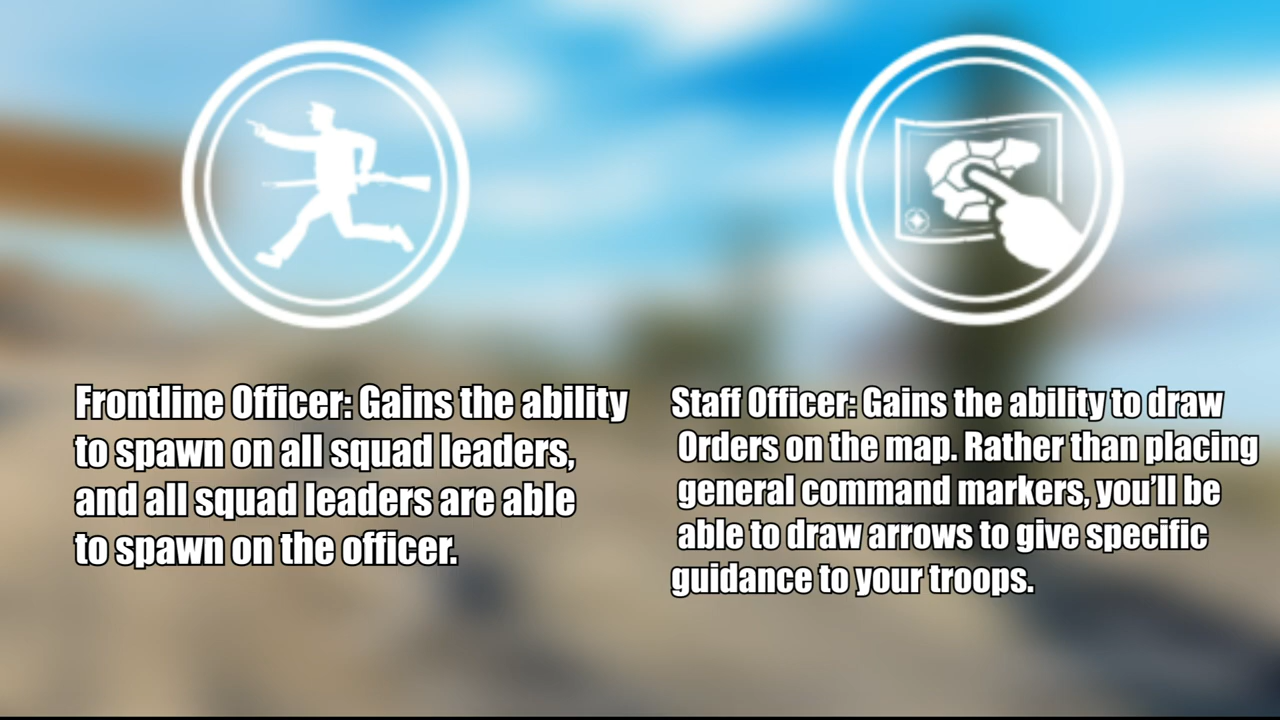 Frontline Officer: Gains the ability
to spawn on all squad leaders,
and all squad leaders are able
to spawn on the officer.
Staff Officer: Gains the ability to draw
Orders on the map. Rather than placing
general command markers, you’ll be
able to draw arrows to give specific
guidance to your troops.